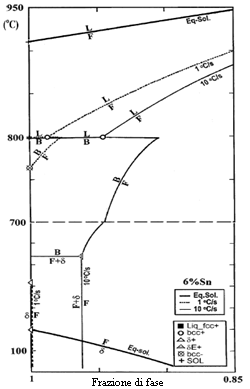 950
(°C)
Eq.Sol.
L
F
L
F
1 °C/s
L
F
10 °C/s
800
L
B
L
B
B
F
B
F
700
6%Sn
Eq.Sol.
1 °C/s
10 °C/s
B
F+δ
F+δ
10°C/s
F
1°C/s
F
δ
F
δ
Eq-sol.
Liq_fcc+
bcc+
δ+
δE+
bcc-
SOL
100
1
0.85
Frazione di fase